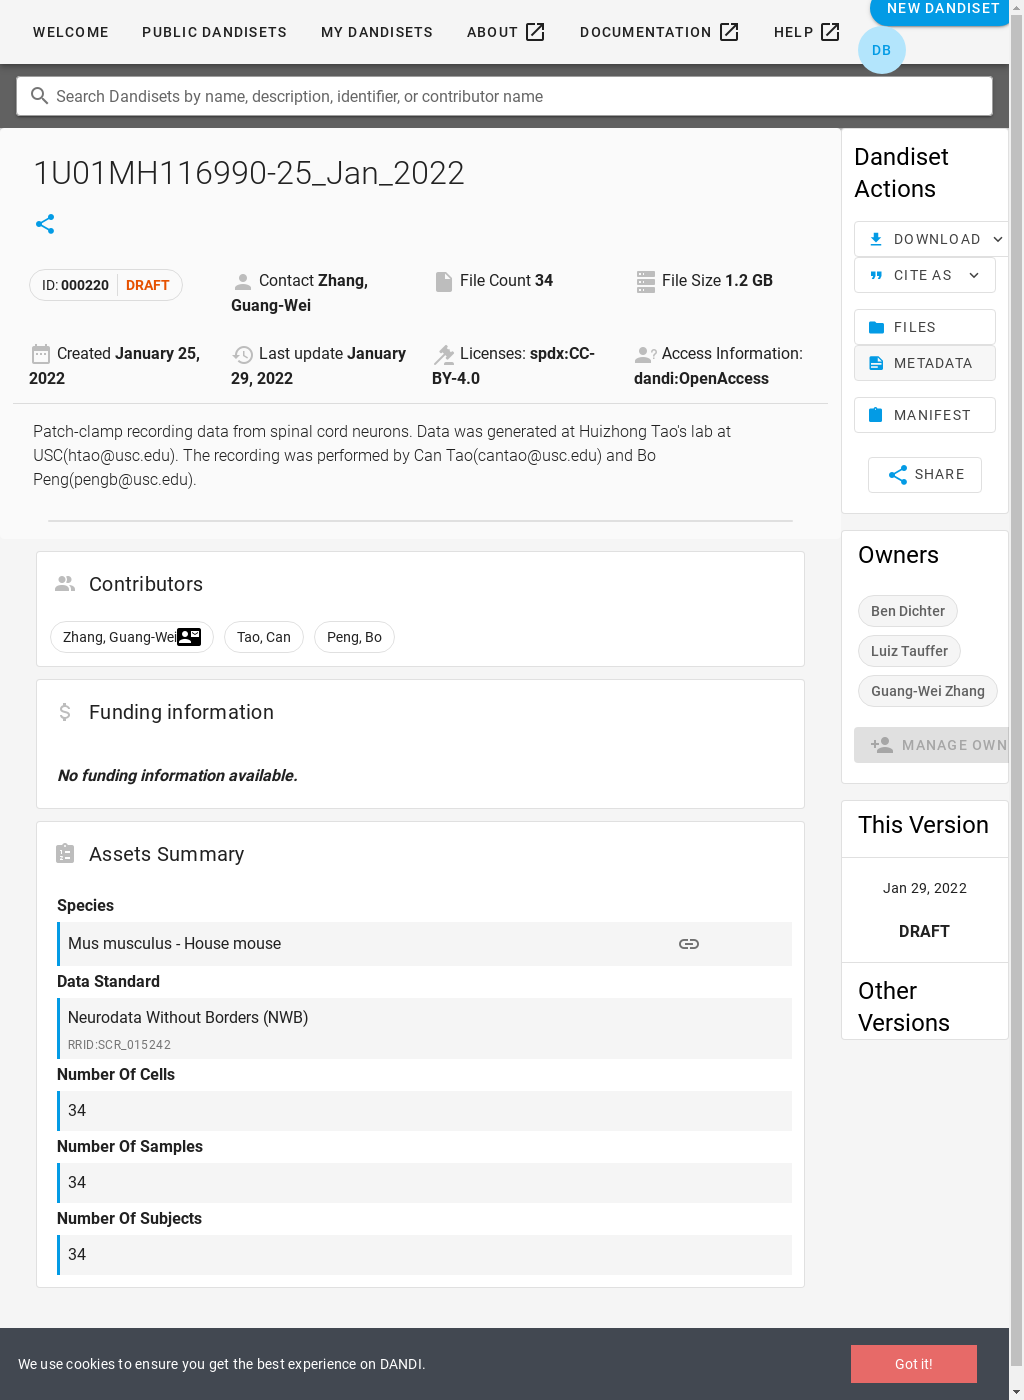 WELCOME PUBLIC DANDISETS MY DANDISETS ABOUT DOCUMENTATION HELP NEW DANDISET
DB
Search Dandisets by name, description, identifier, or contributor name
1U01MH116990-25_Jan_2022
ID: 000220 DRAFT
Contact Zhang,
Guang-Wei
File Count 34
File Size 1.2 GB
Created January 25,
2022
Last update January
29, 2022
Licenses: spdx:CC-
BY-4.0
Access Information:
dandi:OpenAccess
Patch-clamp recording data from spinal cord neurons. Data was generated at Huizhong Tao's lab at
USC(htao@usc.edu). The recording was performed by Can Tao(cantao@usc.edu) and Bo
Peng(pengb@usc.edu).
Contributors
Zhang, Guang-Wei Tao, Can Peng, Bo
Funding information
No funding information available.
Assets Summary
Species
Mus musculus - House mouse
Data Standard
Neurodata Without Borders (NWB)
RRID:SCR_015242
Number Of Cells
34
Number Of Samples
34
Number Of Subjects
34
Dandiset
Actions
DOWNLOAD
CITE AS
FILES
METADATA
MANIFEST
SHARE
Owners
Ben Dichter
Luiz Tauffer
Guang-Wei Zhang
MANAGE OWN
This Version
Jan 29, 2022
DRAFT
Other
Versions
We use cookies to ensure you get the best experience on DANDI.
Got it!